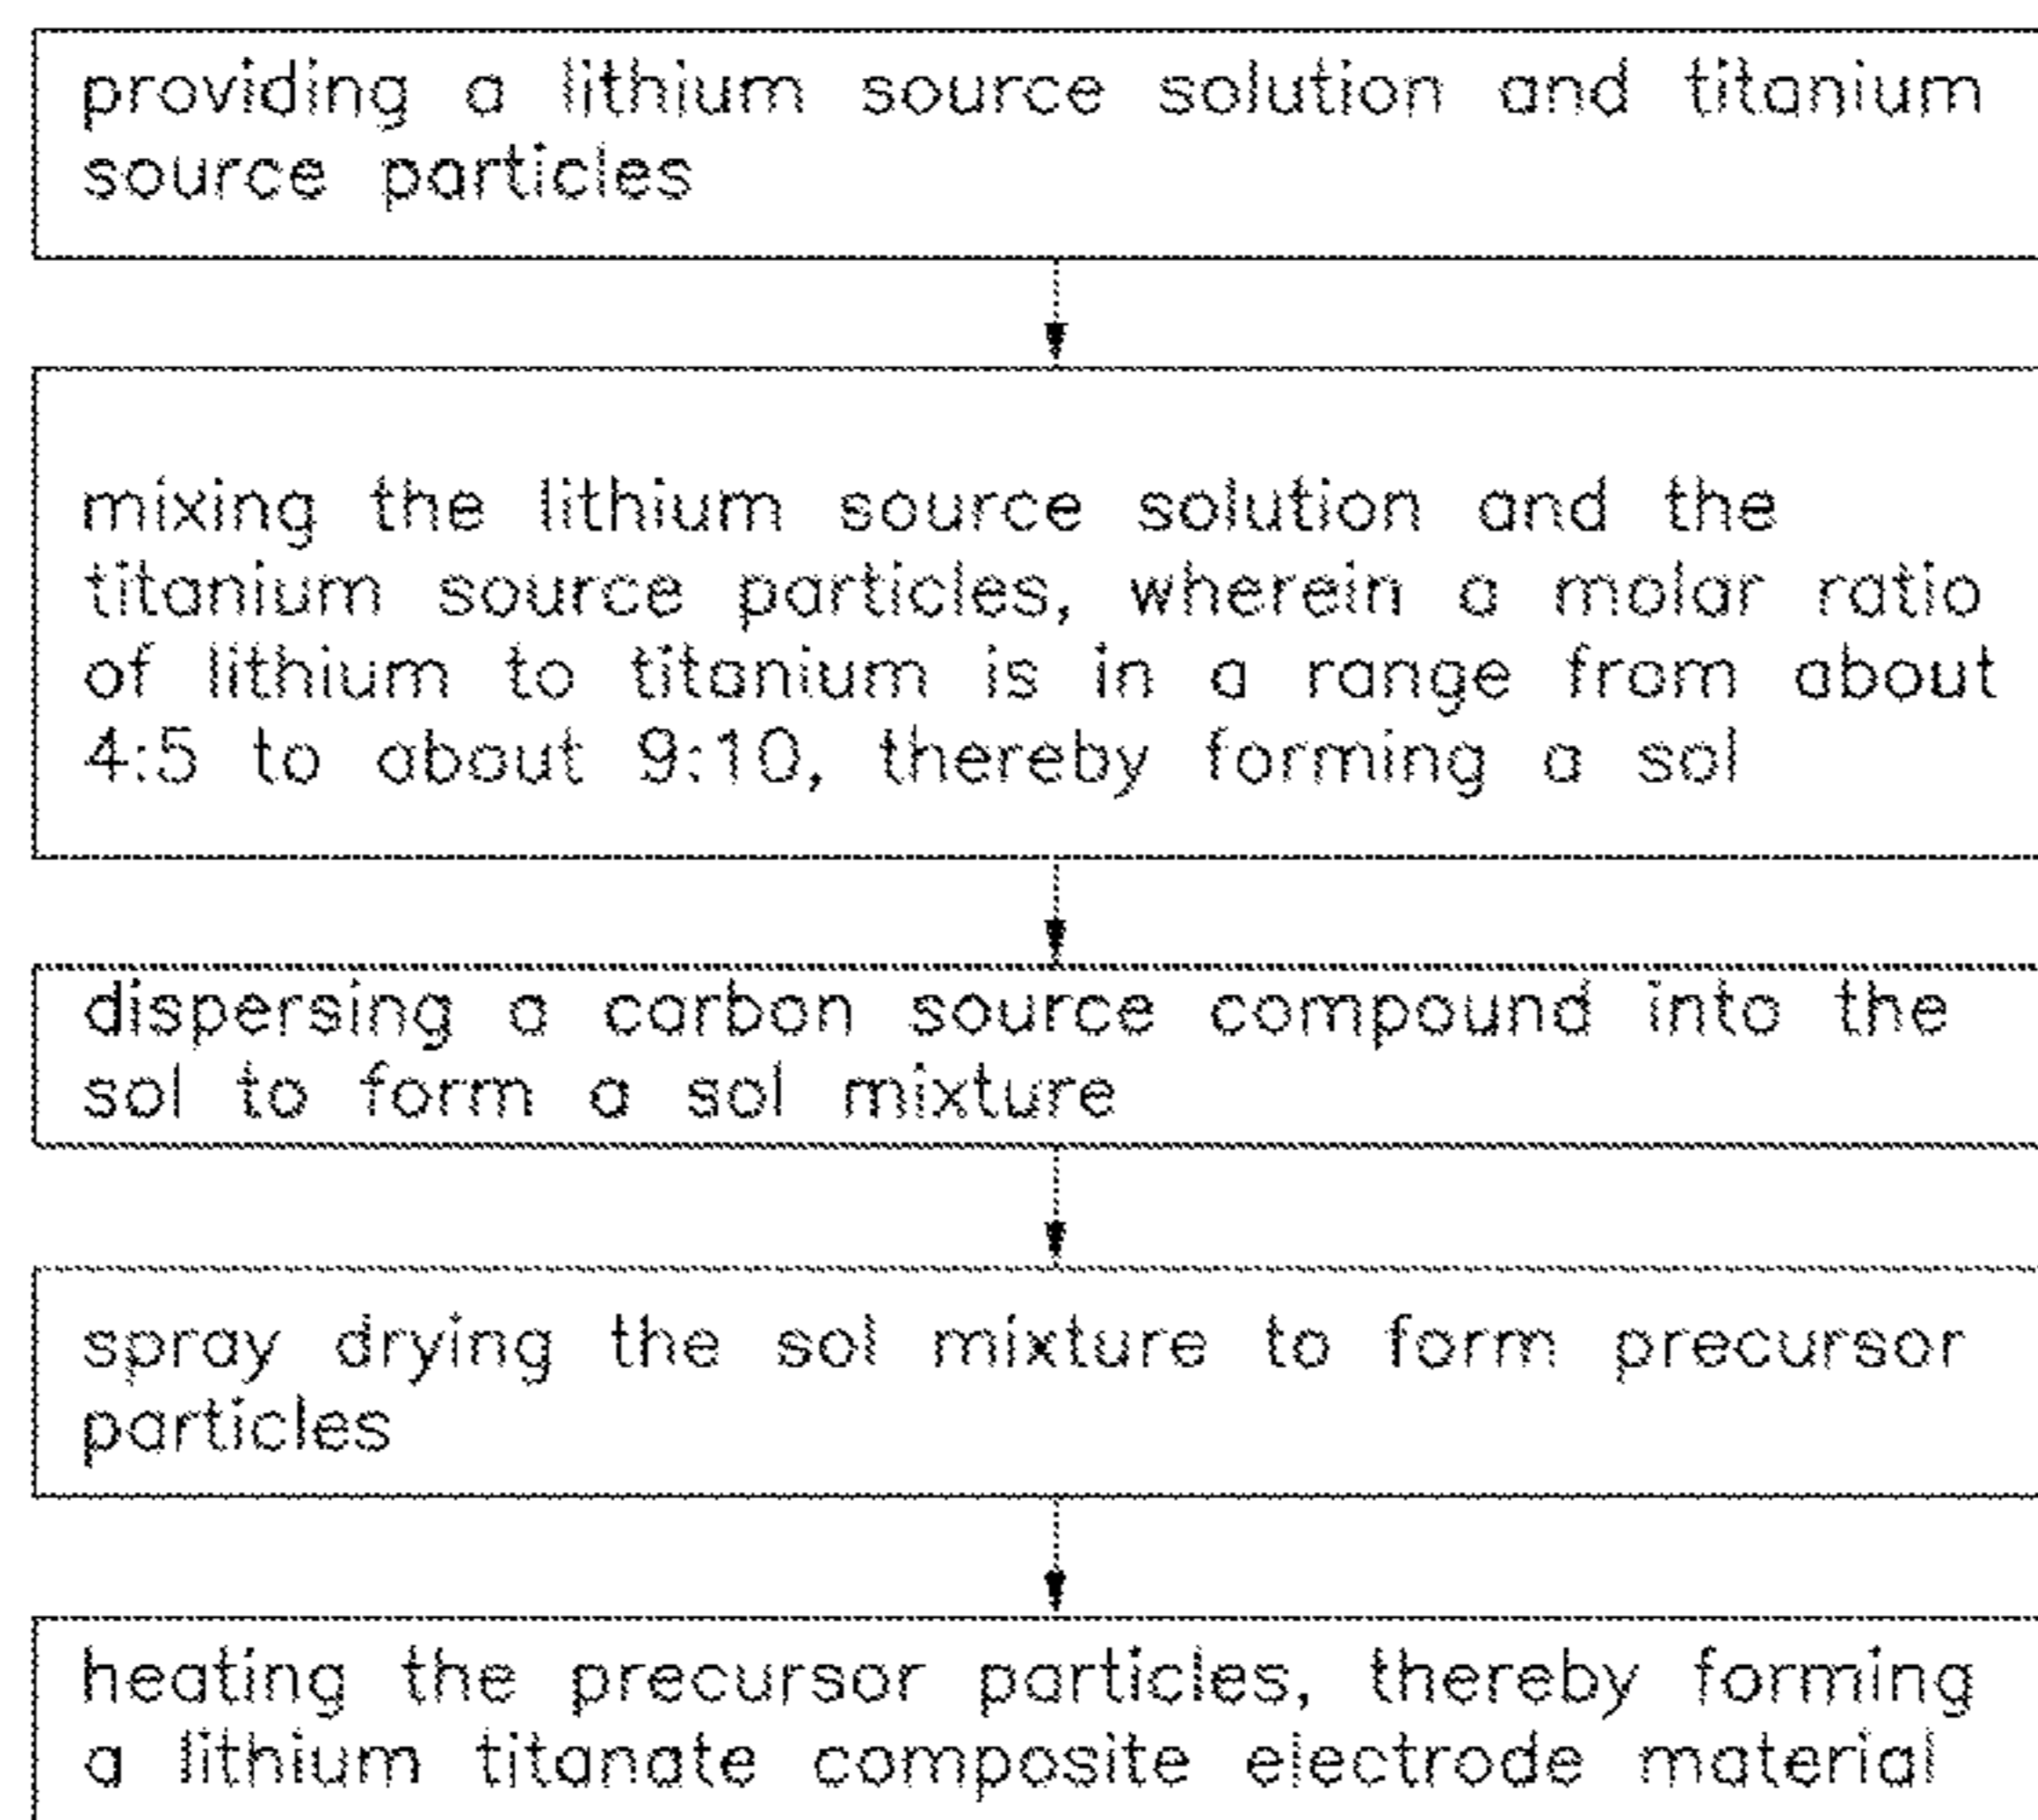 providing a lithium source solution and titanium
source particles
mixing the lithium source solution and the
titanium source particles, wherein a molar ratio
of lithium to titanium is in a range from about
4:5 to about 9:10, thereby forming a sol
dispersing a carbon source compound into the
sol to form a sol mixture
spray drying the sol mixture to form precursor
particles
heating the precursor particles, thereby forming
a lithium titanate composite electrode material